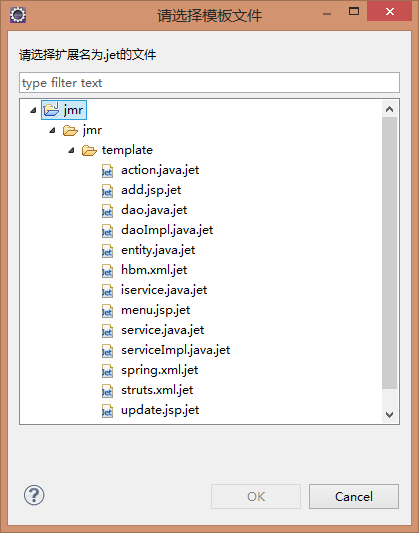 请选择模板文件
请选择扩展名为.jet的文件
type filter text
jmr
jmr
template
action.java.jet
add.jsp.jet
dao.java.jet
daoImpl.java.jet
entity.java.jet
hbm.xml.jet
iservice.java.jet
menu.jsp.jet
service.java.jet
serviceImpl.java.jet
spring.xml.jet
struts.xml.jet
update.jsp.jet
OK
Cancel